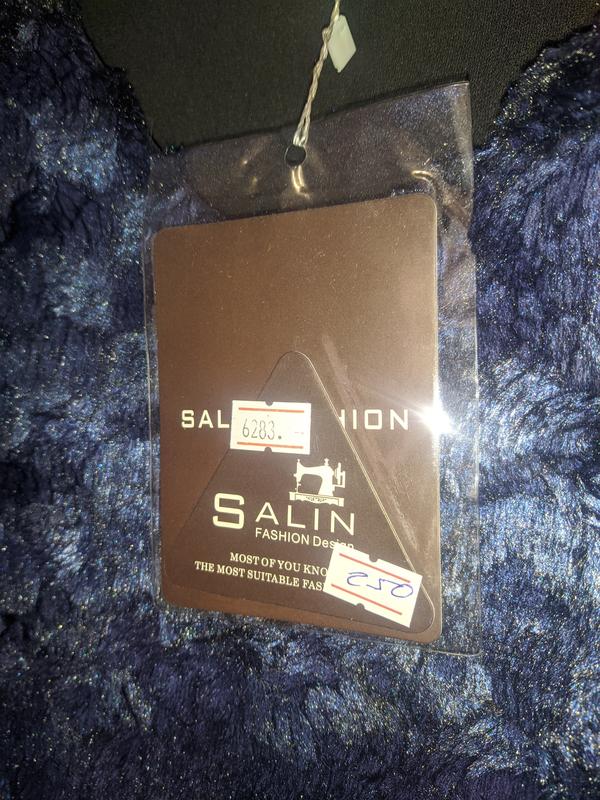 SAL HION
6283.--
SALIN
FASHION Design
MOST OF YOU KNO
THE MOST SUITABLE FAS
250